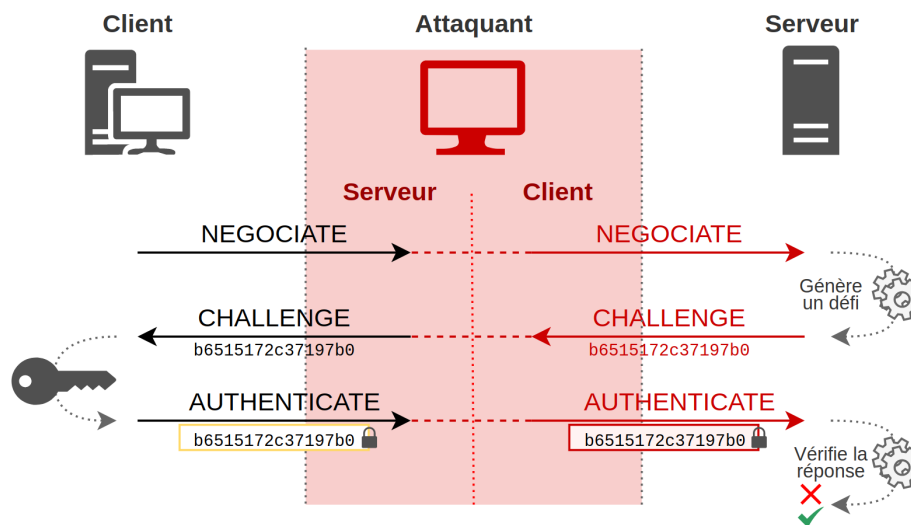 Client
Attaquant
Serveur
Serveur
Client
NEGOCIATE
NEGOCIATE
Génère
un défi
CHALLENGE
CHALLENGE
b6515172c37197b0
b6515172c37197b0
AUTHENTICATE
AUTHENTICATE
b6515172c37197b0
b6515172c37197b0
Vérifie la
réponse